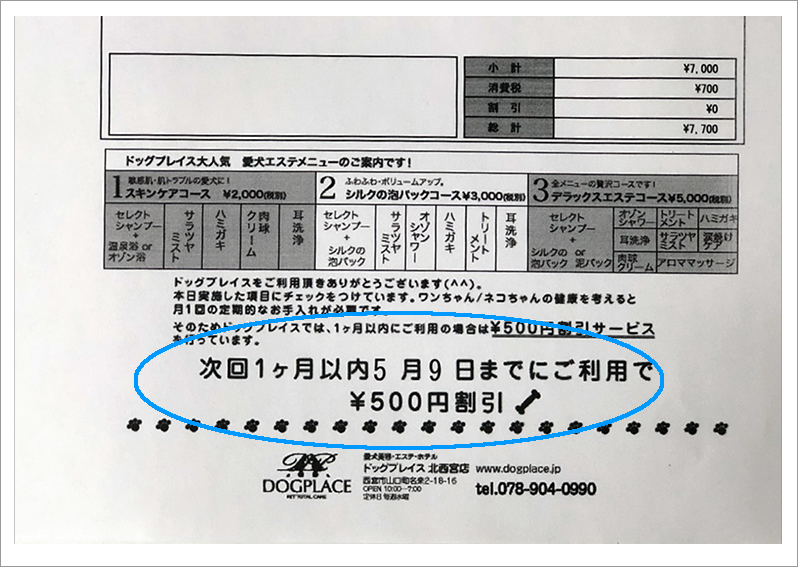 小計 ¥7,000
消費税 ¥700
割引 ¥0
総計 ¥7,700
ドッグプレイス大人気 愛犬エステメニューのご案内です!
敏感肌・肌トラブルの愛犬に!
1 スキンケアコース ¥2,000(税別)
セレクトシャンプー + 温泉浴 or オゾン浴
サラツヤミスト
ハミガキ
肉球クリーム
耳洗浄
ふわふわ・ボリュームアップ。
2 シルクの泡パックコース ¥3,000(税別)
セレクトシャンプー + シルクの泡パック
サラツヤミスト
オゾンシャワー
ハミガキ
トリートメント
耳洗浄
全メニューの贅沢コースです!
3 デラックスエステコース ¥5,000(税別)
セレクトシャンプー + シルクの泡パック or 泥パック
オゾンシャワー
トリートメント
ハミガキ
耳洗浄
サラツヤミスト
涙焼けケア
肉球クリーム
アロママッサージ
ドッグプレイスをご利用頂きありがとうございます(^^)。
本日実施した項目にチェックをつけています。ワンちゃん/ネコちゃんの健康を考えると
月1回の定期的なお手入れが必要です。
そのためドッグプレイスでは、1ヶ月以内にご利用の場合は¥500円割引サービス
を行っています。
次回1ヶ月以内5 月9 日までにご利用で
¥500円割引
愛犬美容・エステ・ホテル
ドッグプレイス 北西宮店 www.dogplace.jp
西宮市山口町名来2-18-16
OPEN 10:00~7:00
定休日 毎週水曜
tel.078-904-0990
DOGPLACE
PET TOTAL CARE